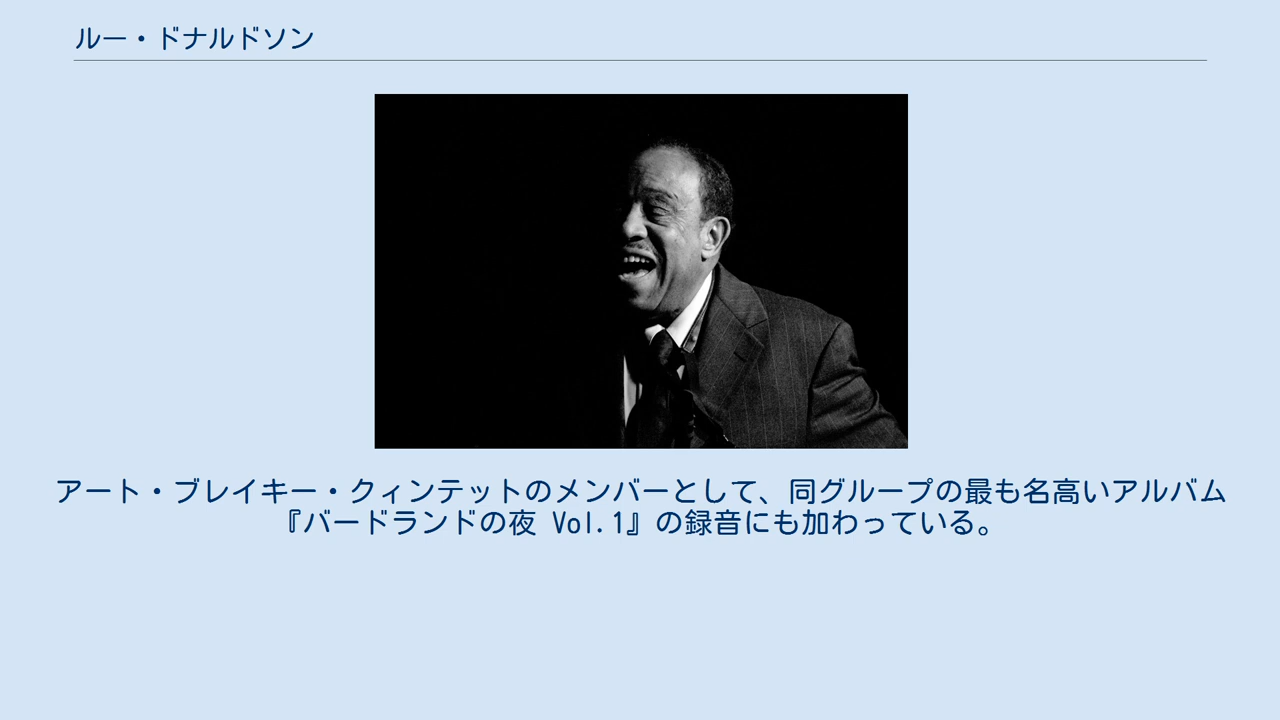 ルー・ドナルドソン
アート・ブレイキー・クィンテットのメンバーとして、同グループの最も名高いアルバム
『バードランドの夜 Vol.1』の録音にも加わっている。